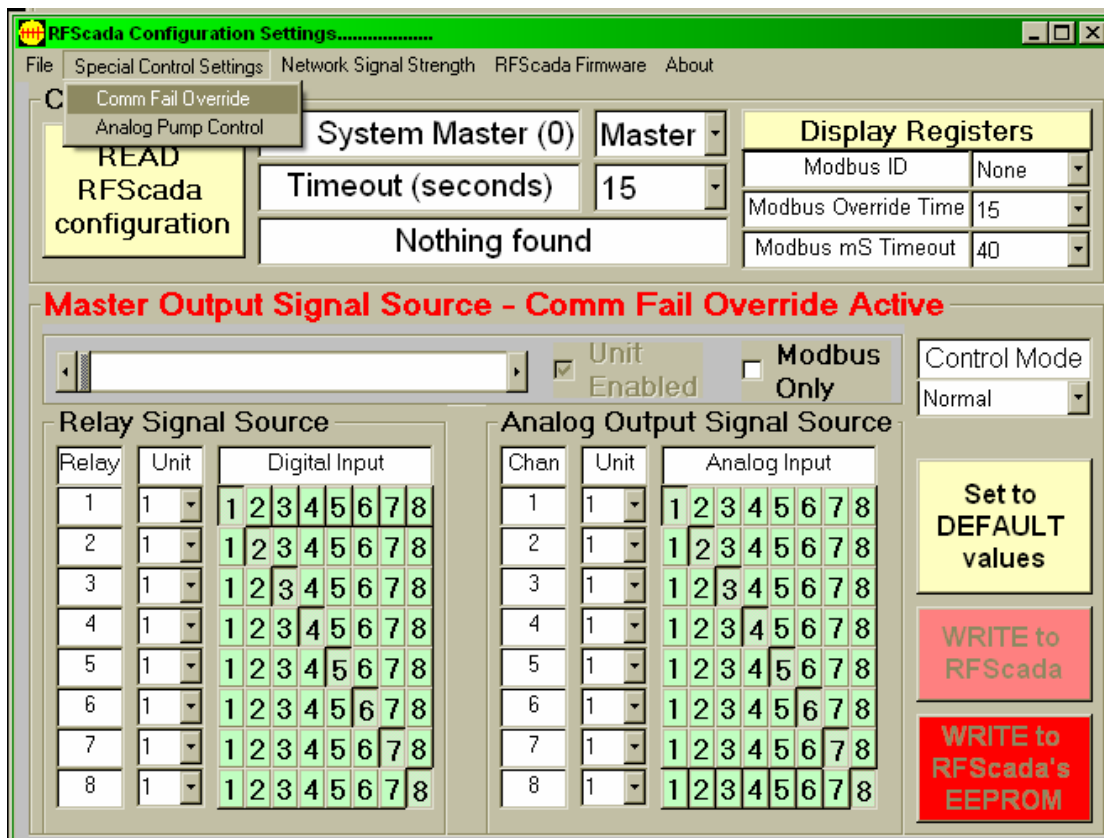 RFScada Configuration Settings...................
File Special Control Settings Network Signal Strength RFScada Firmware About
Comm Fail Override
Analog Pump Control
C
READ
RFScada
configuration
System Master (0) Master
Timeout (seconds) 15
Nothing found
Display Registers
Modbus ID None
Modbus Override Time 15
Modbus mS Timeout 40
Master Output Signal Source - Comm Fail Override Active
Unit
Enabled
Modbus
Only
Control Mode
Normal
Relay Signal Source
Relay Unit Digital Input
1 1 1 2 3 4 5 6 7 8
2 1 1 2 3 4 5 6 7 8
3 1 1 2 3 4 5 6 7 8
4 1 1 2 3 4 5 6 7 8
5 1 1 2 3 4 5 6 7 8
6 1 1 2 3 4 5 6 7 8
7 1 1 2 3 4 5 6 7 8
8 1 1 2 3 4 5 6 7 8
Analog Output Signal Source
Chan Unit Analog Input
1 1 1 2 3 4 5 6 7 8
2 1 1 2 3 4 5 6 7 8
3 1 1 2 3 4 5 6 7 8
4 1 1 2 3 4 5 6 7 8
5 1 1 2 3 4 5 6 7 8
6 1 1 2 3 4 5 6 7 8
7 1 1 2 3 4 5 6 7 8
8 1 1 2 3 4 5 6 7 8
Set to
DEFAULT
values
WRITE to
RFScada
WRITE to
RFScada's
EEPROM